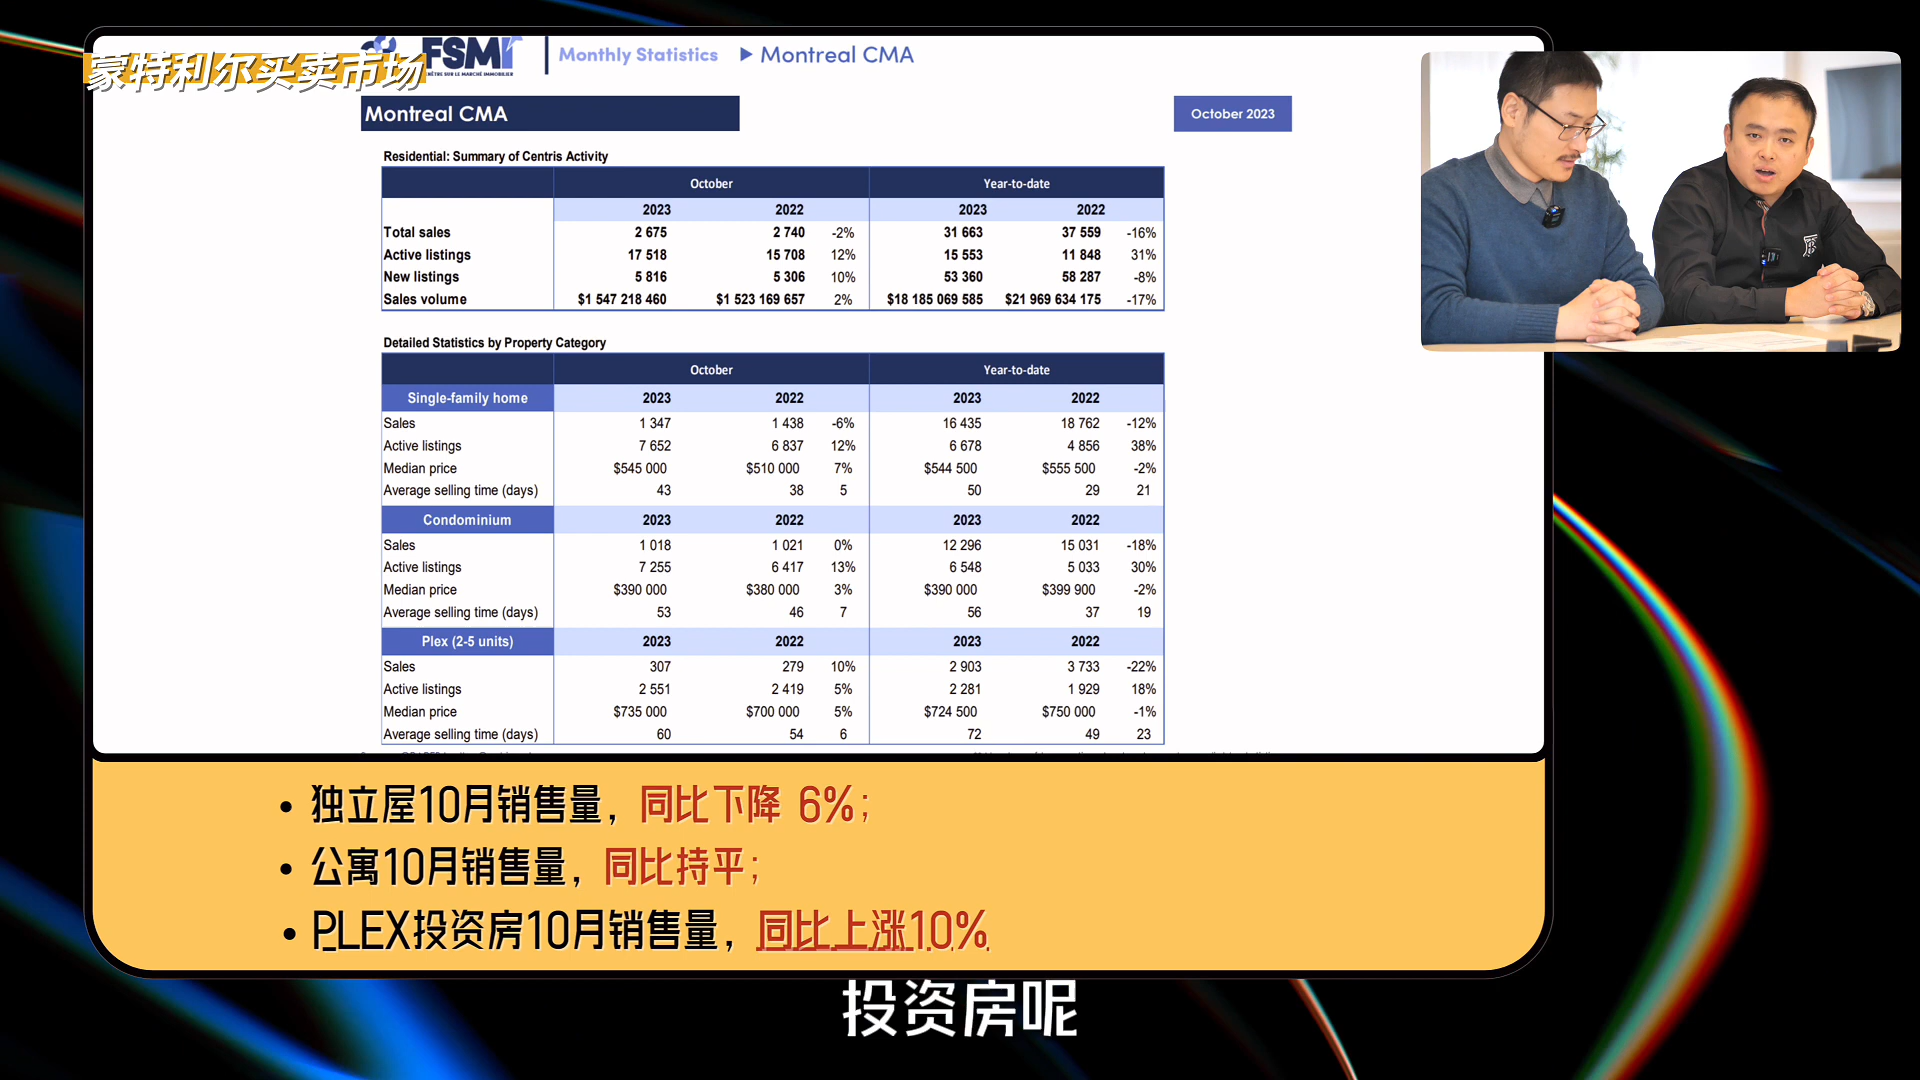 蒙特利尔买卖市场
FSMI
Monthly Statistics ▶ Montreal CMA
Montreal CMA
October 2023
Residential: Summary of Centris Activity
October Year-to-date
2023 2022 2023 2022
Total sales 2 675 2 740 -2% 31 663 37 559 -16%
Active listings 17 518 15 708 12% 15 553 11 848 31%
New listings 5 816 5 306 10% 53 360 58 287 -8%
Sales volume $1 547 218 460 $1 523 169 657 2% $18 185 069 585 $21 969 634 175 -17%
Detailed Statistics by Property Category
October Year-to-date
Single-family home 2023 2022 2023 2022
Sales 1 347 1 438 -6% 16 435 18 762 -12%
Active listings 7 652 6 837 12% 6 678 4 856 38%
Median price $545 000 $510 000 7% $544 500 $555 500 -2%
Average selling time (days) 43 38 5 50 29 21
Condominium 2023 2022 2023 2022
Sales 1 018 1 021 0% 12 296 15 031 -18%
Active listings 7 255 6 417 13% 6 548 5 033 30%
Median price $390 000 $380 000 3% $390 000 $399 900 -2%
Average selling time (days) 53 46 7 56 37 19
Plex (2-5 units) 2023 2022 2023 2022
Sales 307 279 10% 2 903 3 733 -22%
Active listings 2 551 2 419 5% 2 281 1 929 18%
Median price $735 000 $700 000 5% $724 500 $750 000 -1%
Average selling time (days) 60 54 6 72 49 23
• 独立屋10月销售量，同比下降 6%；
• 公寓10月销售量，同比持平；
• PLEX投资房10月销售量，同比上涨10%
投资房呢